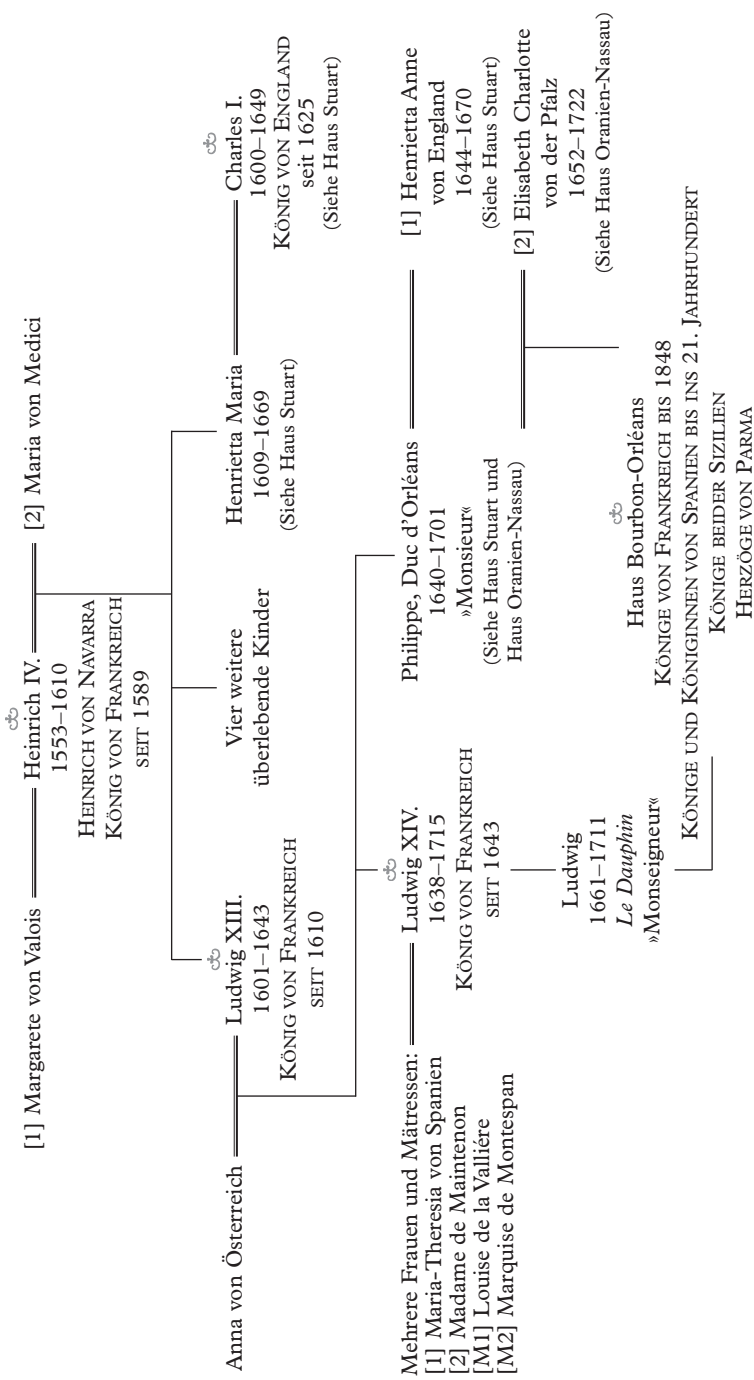 [1] Margarete von Valois
Heinrich IV.
1553–1610
HEINRICH VON NAVARRA
KÖNIG VON FRANKREICH
SEIT 1589
[2] Maria von Medici
Anna von Österreich
Ludwig XIII.
1601–1643
KÖNIG VON FRANKREICH
SEIT 1610
Vier weitere
überlebende Kinder
Henrietta Maria
1609–1669
(Siehe Haus Stuart)
Charles I.
1600–1649
KÖNIG VON ENGLAND
seit 1625
(Siehe Haus Stuart)
Mehrere Frauen und Mätressen:
[1] Maria-Theresia von Spanien
[2] Madame de Maintenon
[M1] Louise de la Valliére
[M2] Marquise de Montespan
Ludwig XIV.
1638–1715
KÖNIG VON FRANKREICH
SEIT 1643
Philippe, Duc d’Orléans
1640–1701
»Monsieur«
(Siehe Haus Stuart und
Haus Oranien-Nassau)
[1] Henrietta Anne
von England
1644–1670
(Siehe Haus Stuart)
[2] Elisabeth Charlotte
von der Pfalz
1652–1722
(Siehe Haus Oranien-Nassau)
Ludwig
1661–1711
Le Dauphin
»Monseigneur«
Haus Bourbon-Orléans
KÖNIGE VON FRANKREICH BIS 1848
KÖNIGE UND KÖNIGINNEN VON SPANIEN BIS INS 21. JAHRHUNDERT
KÖNIGE BEIDER SIZILIEN
HERZÖGE VON PARMA